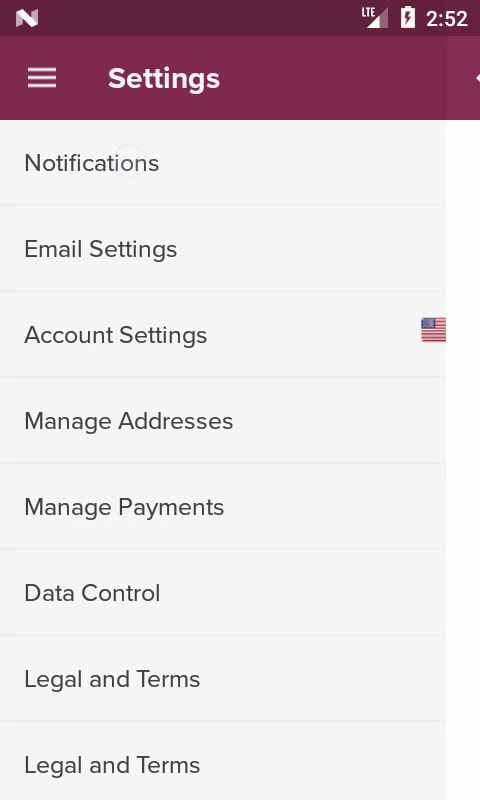 LTE 2:52
Settings
Notifications
Email Settings
Account Settings
Manage Addresses
Manage Payments
Data Control
Legal and Terms
Legal and Terms